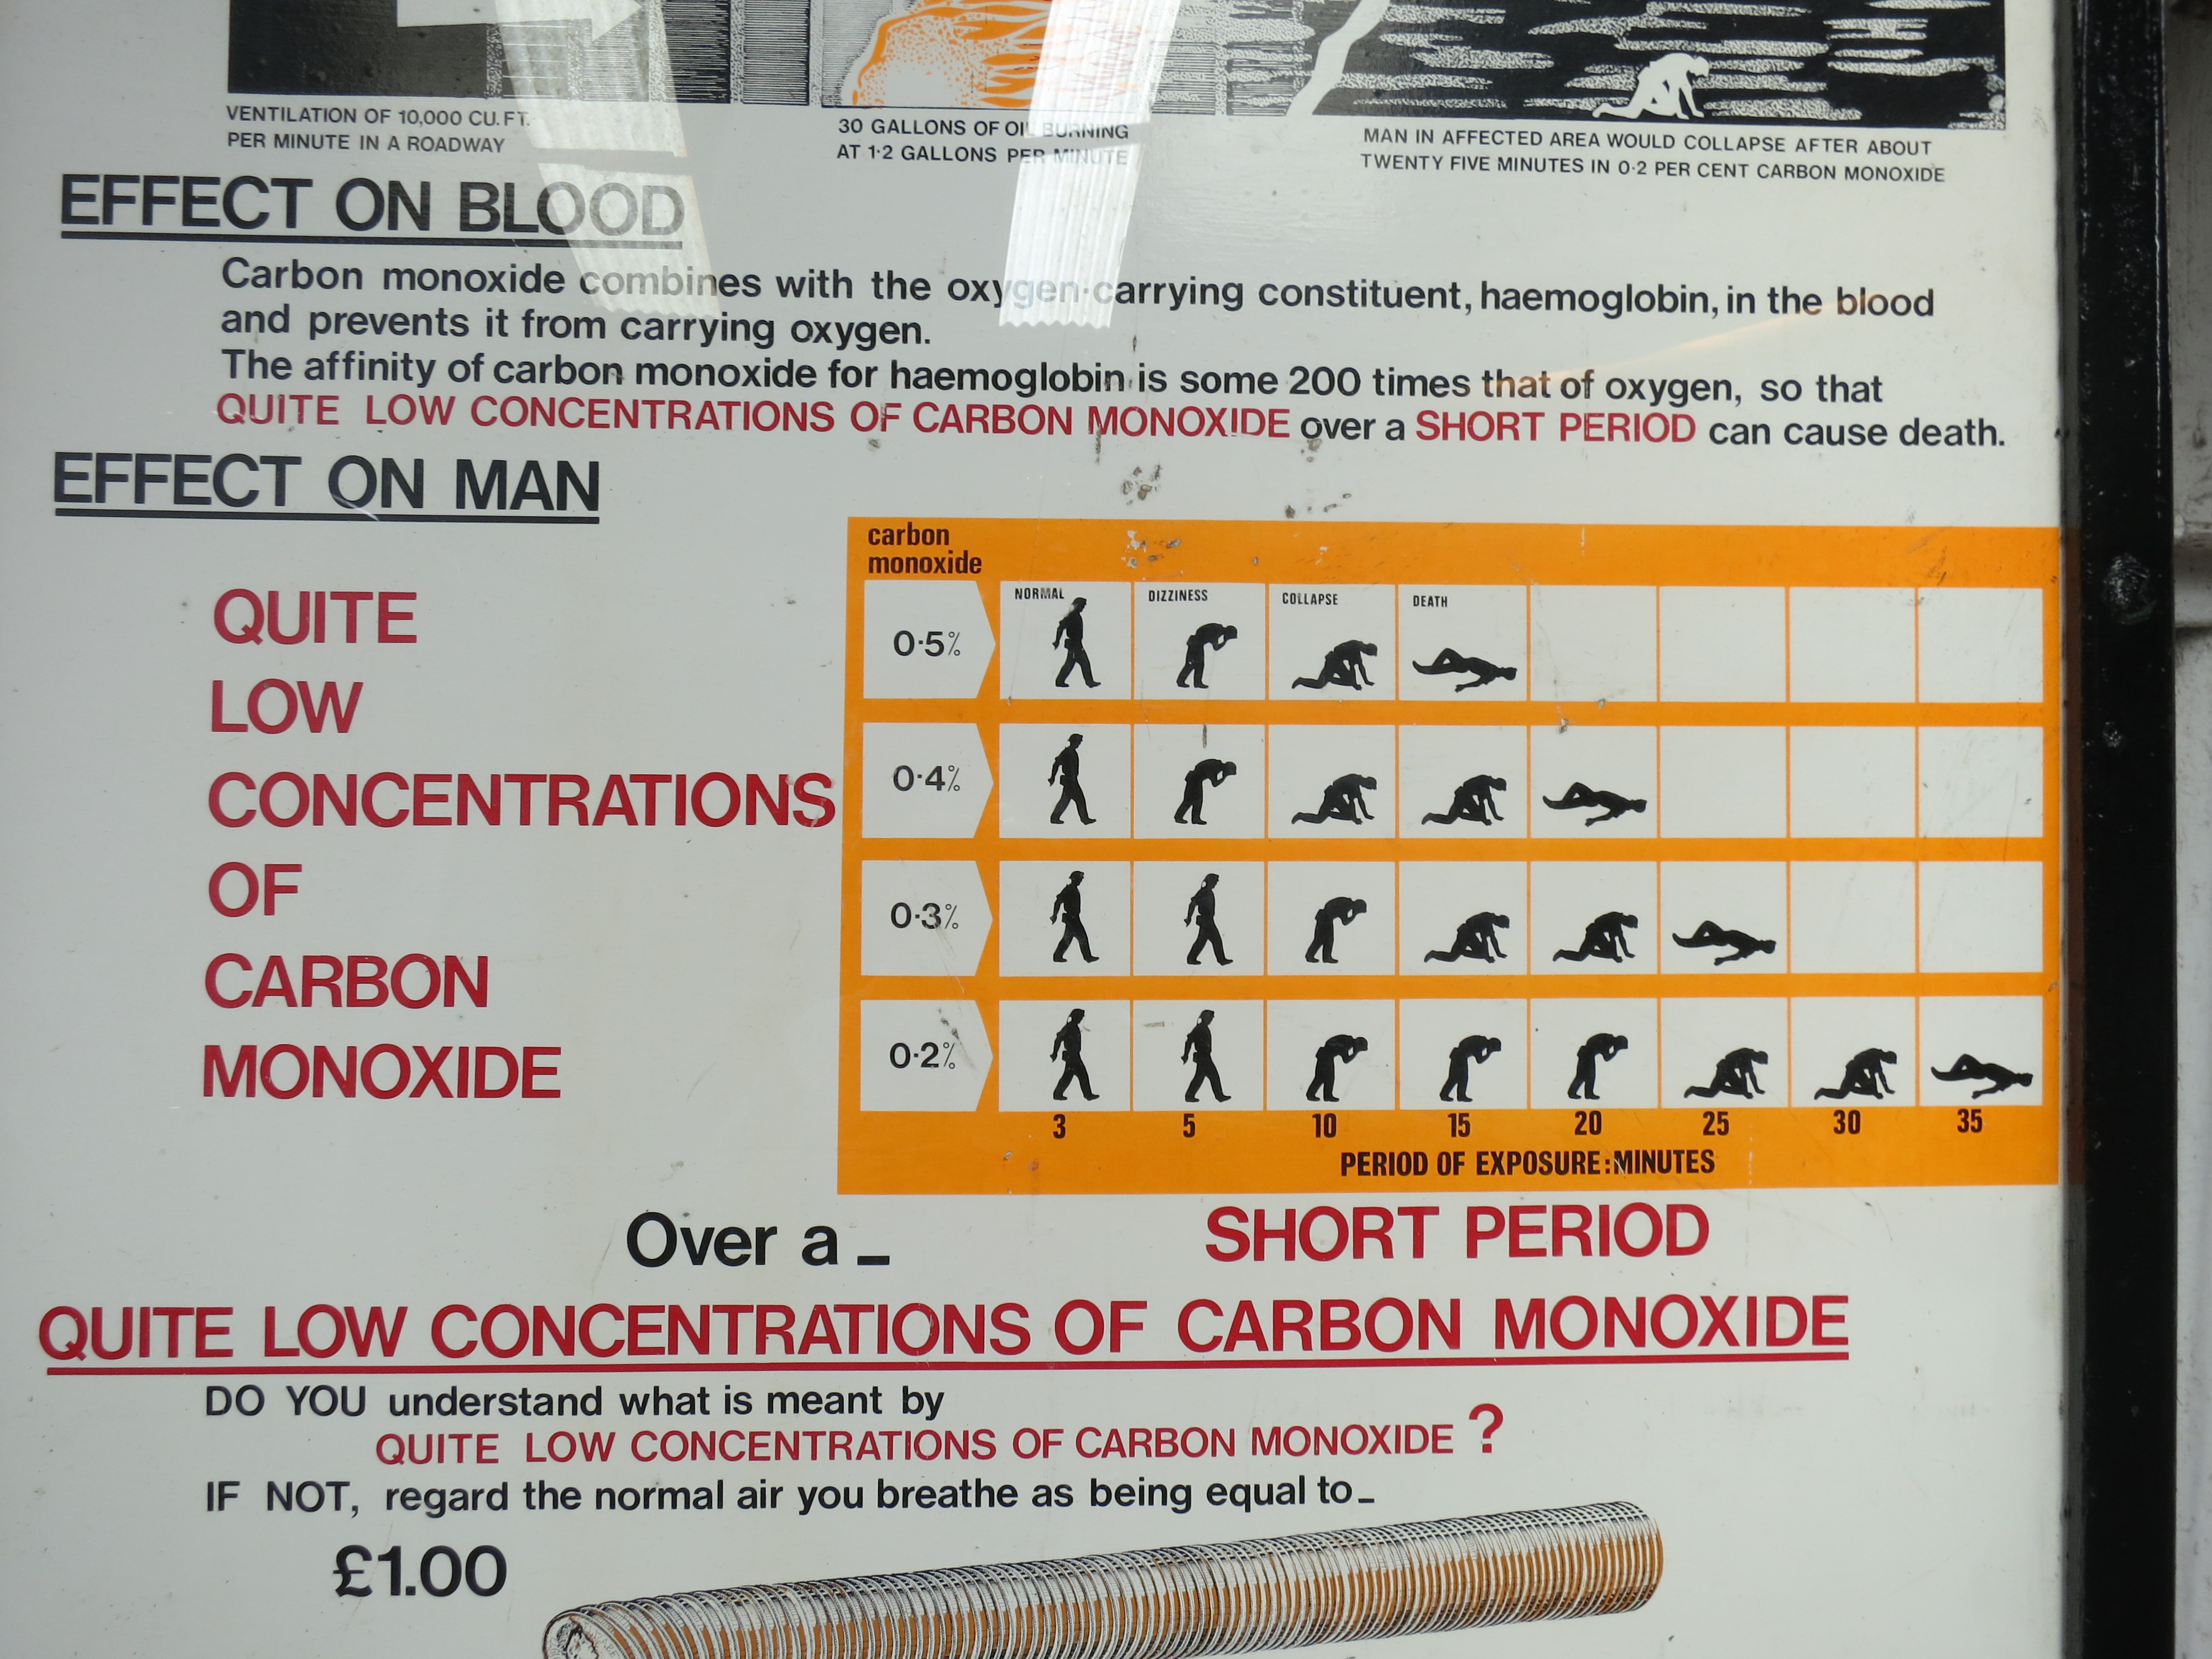 VENTILATION OF 10,000 CU. FT.
PER MINUTE IN A ROADWAY
30 GALLONS OF OIL BURNING
AT 1·2 GALLONS PER MINUTE
MAN IN AFFECTED AREA WOULD COLLAPSE AFTER ABOUT
TWENTY FIVE MINUTES IN 0·2 PER CENT CARBON MONOXIDE
EFFECT ON BLOOD
Carbon monoxide combines with the oxygen·carrying constituent, haemoglobin, in the blood
and prevents it from carrying oxygen.
The affinity of carbon monoxide for haemoglobin is some 200 times that of oxygen, so that
QUITE LOW CONCENTRATIONS OF CARBON MONOXIDE over a SHORT PERIOD can cause death.
EFFECT ON MAN
QUITE
LOW
CONCENTRATIONS
OF
CARBON
MONOXIDE
carbon
monoxide
0·5% NORMAL DIZZINESS COLLAPSE DEATH
0·4%
0·3%
0·2%
3 5 10 15 20 25 30 35
PERIOD OF EXPOSURE: MINUTES
Over a _ SHORT PERIOD
QUITE LOW CONCENTRATIONS OF CARBON MONOXIDE
DO YOU understand what is meant by
QUITE LOW CONCENTRATIONS OF CARBON MONOXIDE ?
IF NOT, regard the normal air you breathe as being equal to _
£1.00